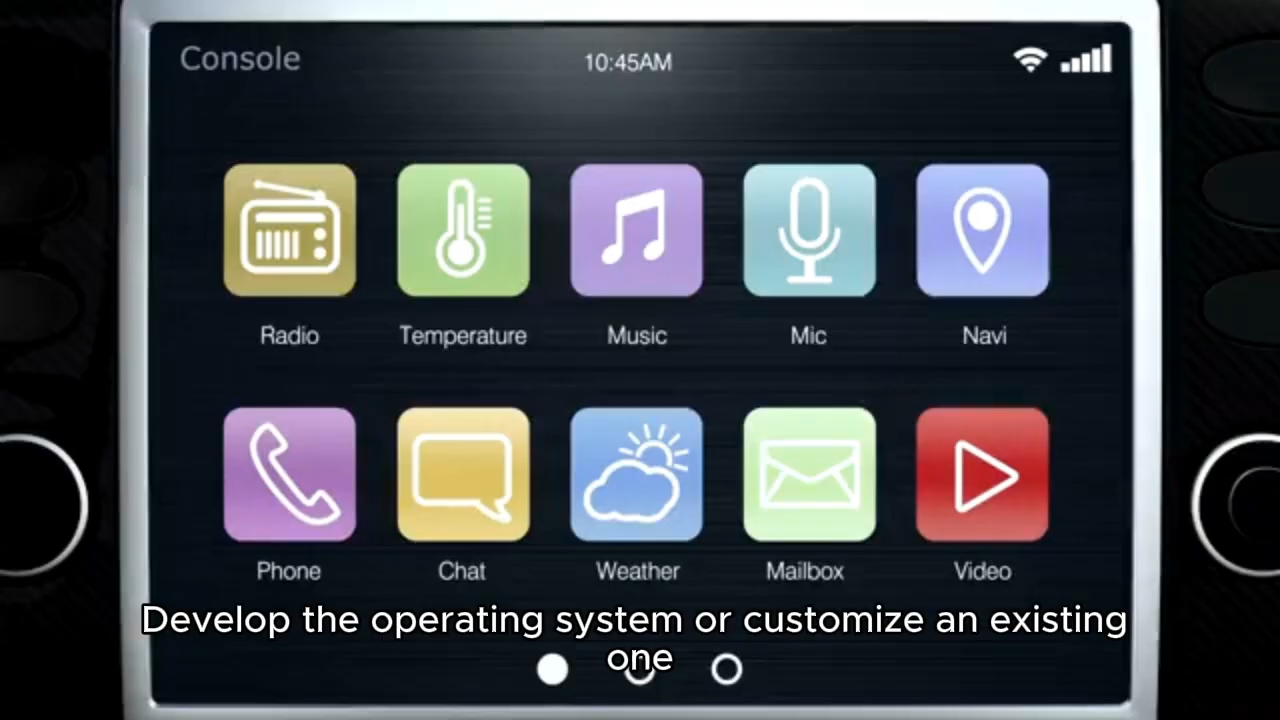 Console
10:45AM
Radio
Temperature
Music
Mic
Navi
Phone
Chat
Weather
Mailbox
Video
Develop the operating system or customize an existing
one